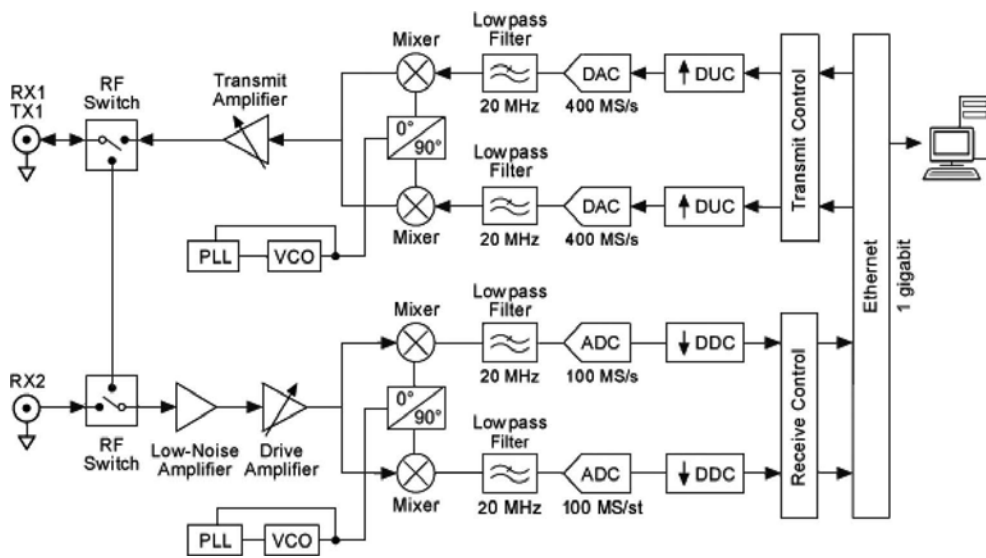 RX1
TX1
RF
Switch
Transmit
Amplifier
Mixer
Lowpass
Filter
20 MHz
DAC
400 MS/s
DUC
0°
90°
Mixer
Lowpass
Filter
20 MHz
DAC
400 MS/s
DUC
Transmit Control
Ethernet
1 gigabit
PLL
VCO
RX2
RF
Switch
Low-Noise
Amplifier
Drive
Amplifier
Mixer
Lowpass
Filter
20 MHz
ADC
100 MS/s
DDC
0°
90°
Mixer
Lowpass
Filter
20 MHz
ADC
100 MS/st
DDC
Receive Control
PLL
VCO